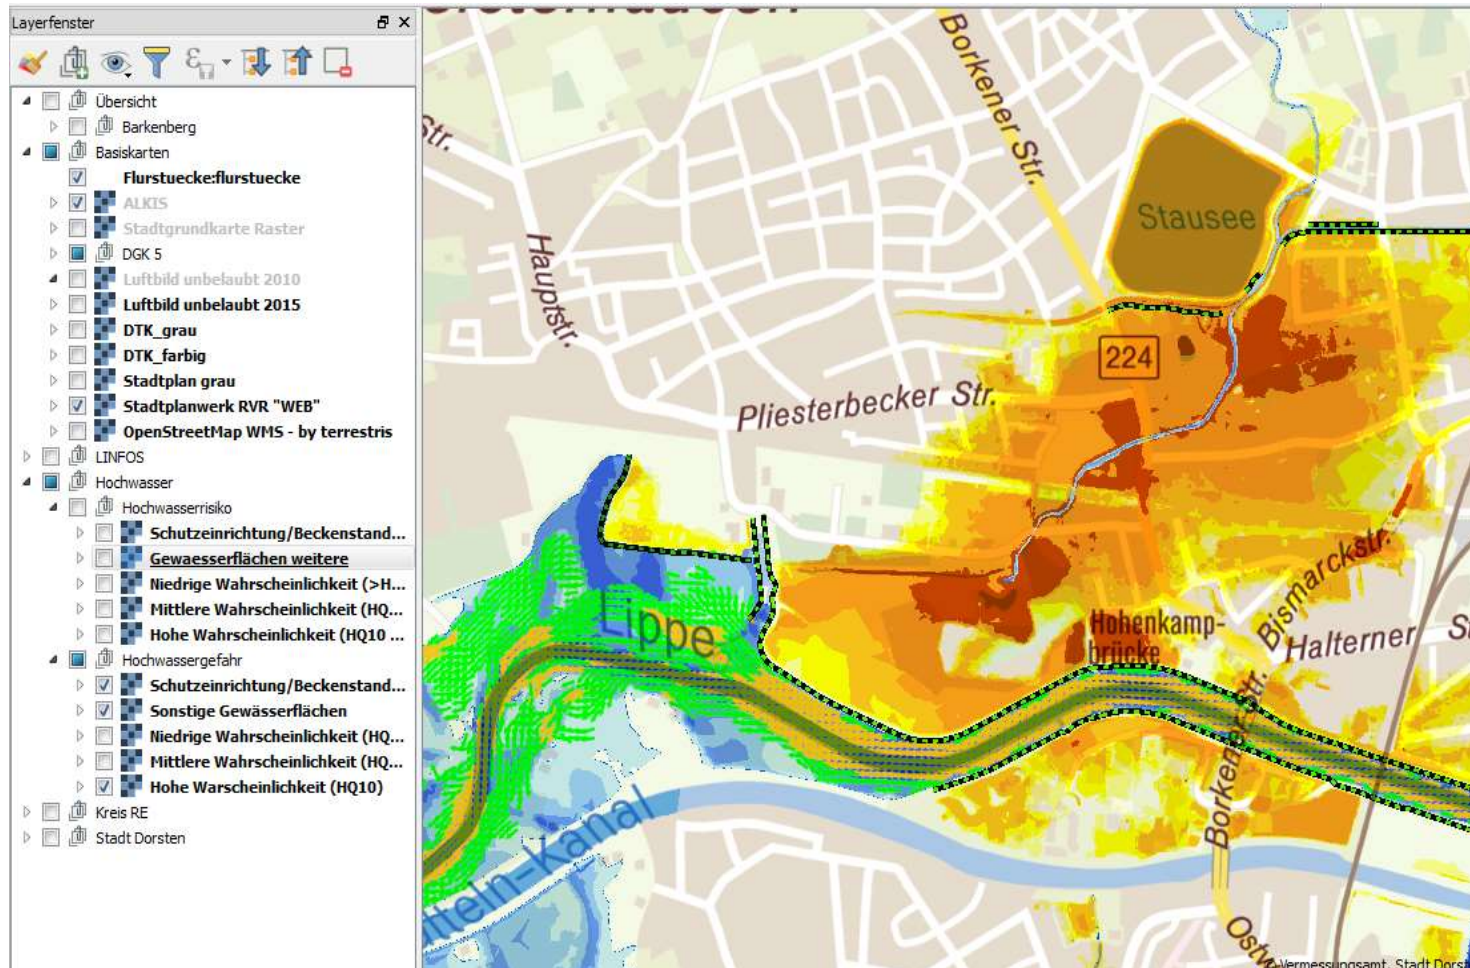 Layerfenster
Übersicht
Barkenberg
Basiskarten
Flurstuecke:flurstuecke
ALKIS
Stadtgrundkarte Raster
DGK 5
Luftbild unbelaubt 2010
Luftbild unbelaubt 2015
DTK_grau
DTK_farbig
Stadtplan grau
Stadtplanwerk RVR "WEB"
OpenStreetMap WMS - by terrestris
LINFOS
Hochwasser
Hochwasserrisiko
Schutzeinrichtung/Beckenstand...
Gewaesserflächen weitere
Niedrige Wahrscheinlichkeit (>H...
Mittlere Wahrscheinlichkeit (HQ...
Hohe Wahrscheinlichkeit (HQ10 ...
Hochwassergefahr
Schutzeinrichtung/Beckenstand...
Sonstige Gewässerflächen
Niedrige Wahrscheinlichkeit (HQ...
Mittlere Wahrscheinlichkeit (HQ...
Hohe Warscheinlichkeit (HQ10)
Kreis RE
Stadt Dorsten
Borkener Str.
Str.
Stausee
Hauptstr.
224
Pliesterbecker Str.
Lippe
Bismarckstr.
Hohenkamp-
brücke
Halterner
Borkener Str.
lteln-Kanal
Ostw
© Vermessungsamt, Stadt Dorst